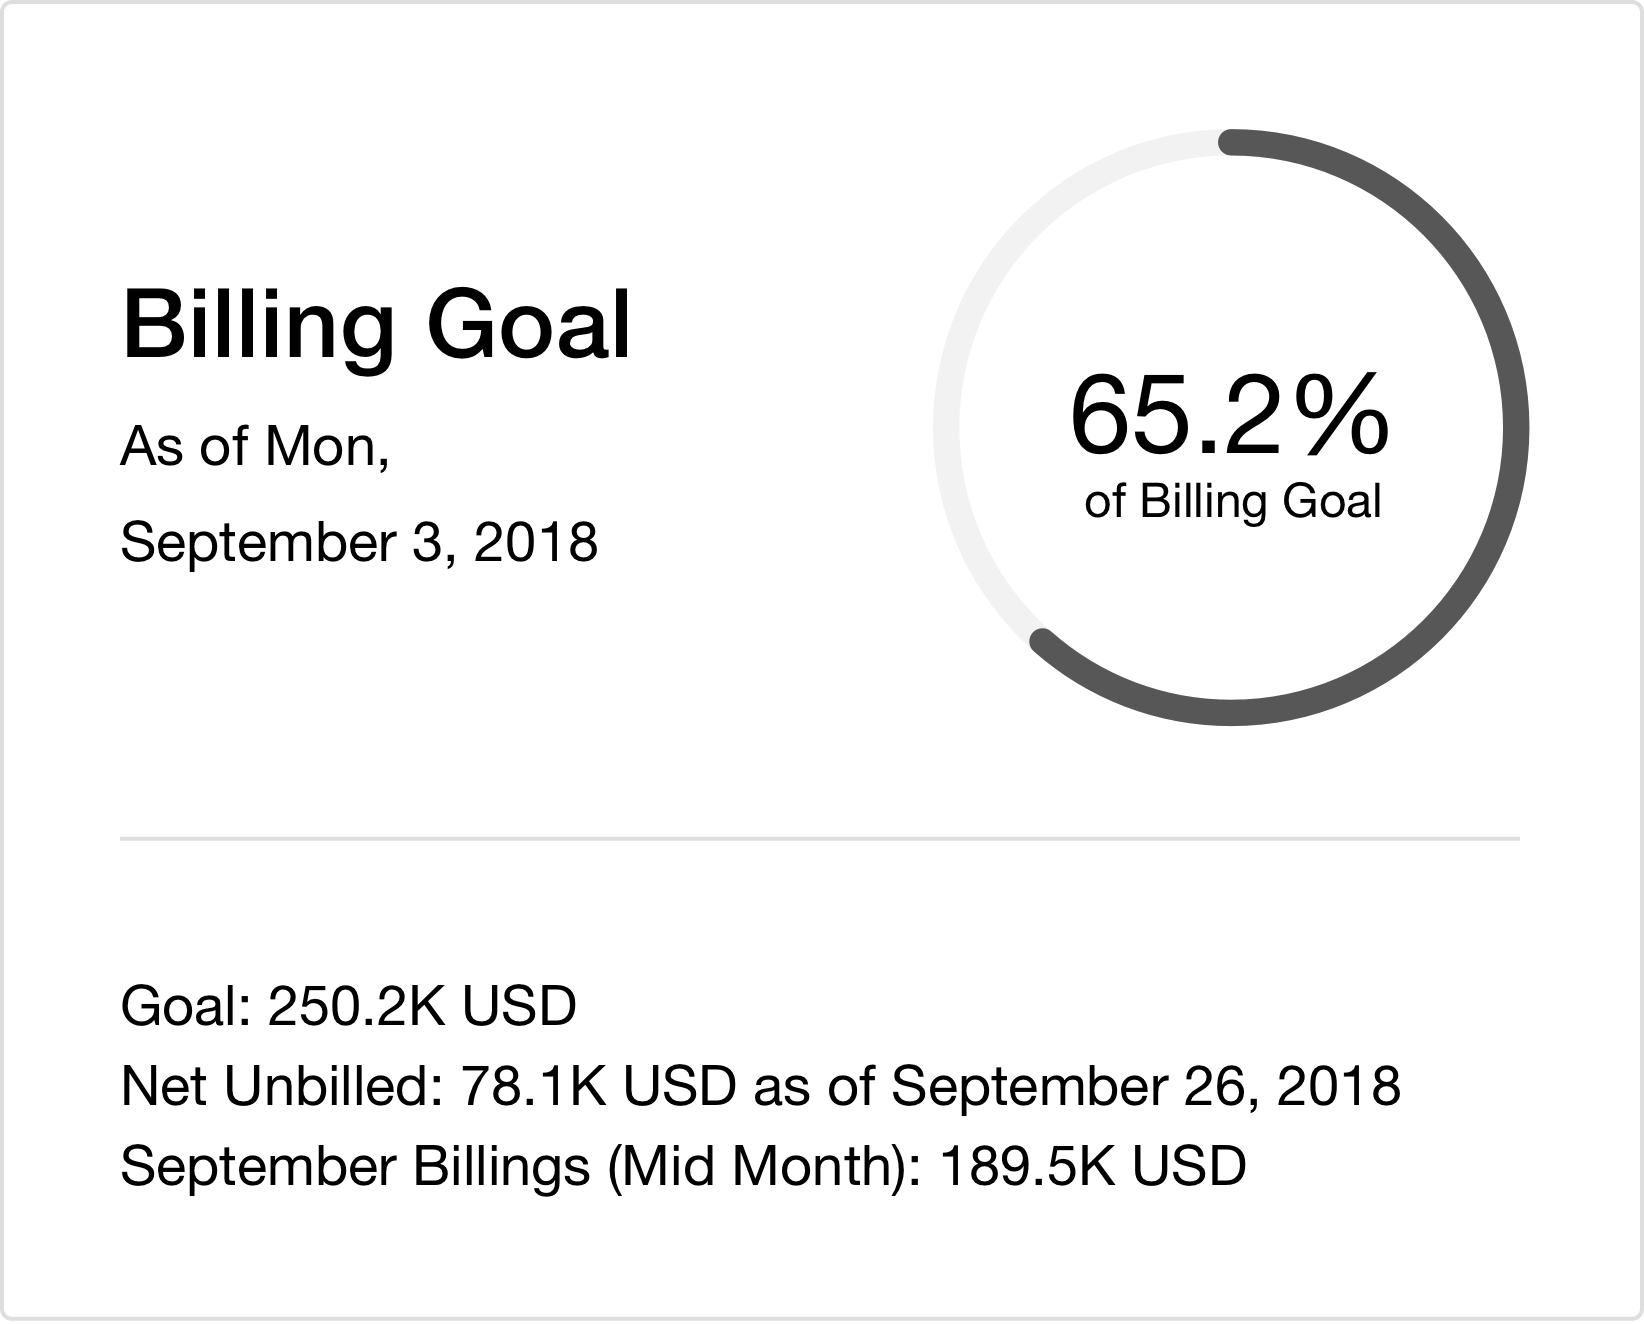 Billing Goal
As of Mon,
September 3, 2018
65.2%
of Billing Goal
Goal: 250.2K USD
Net Unbilled: 78.1K USD as of September 26, 2018
September Billings (Mid Month): 189.5K USD